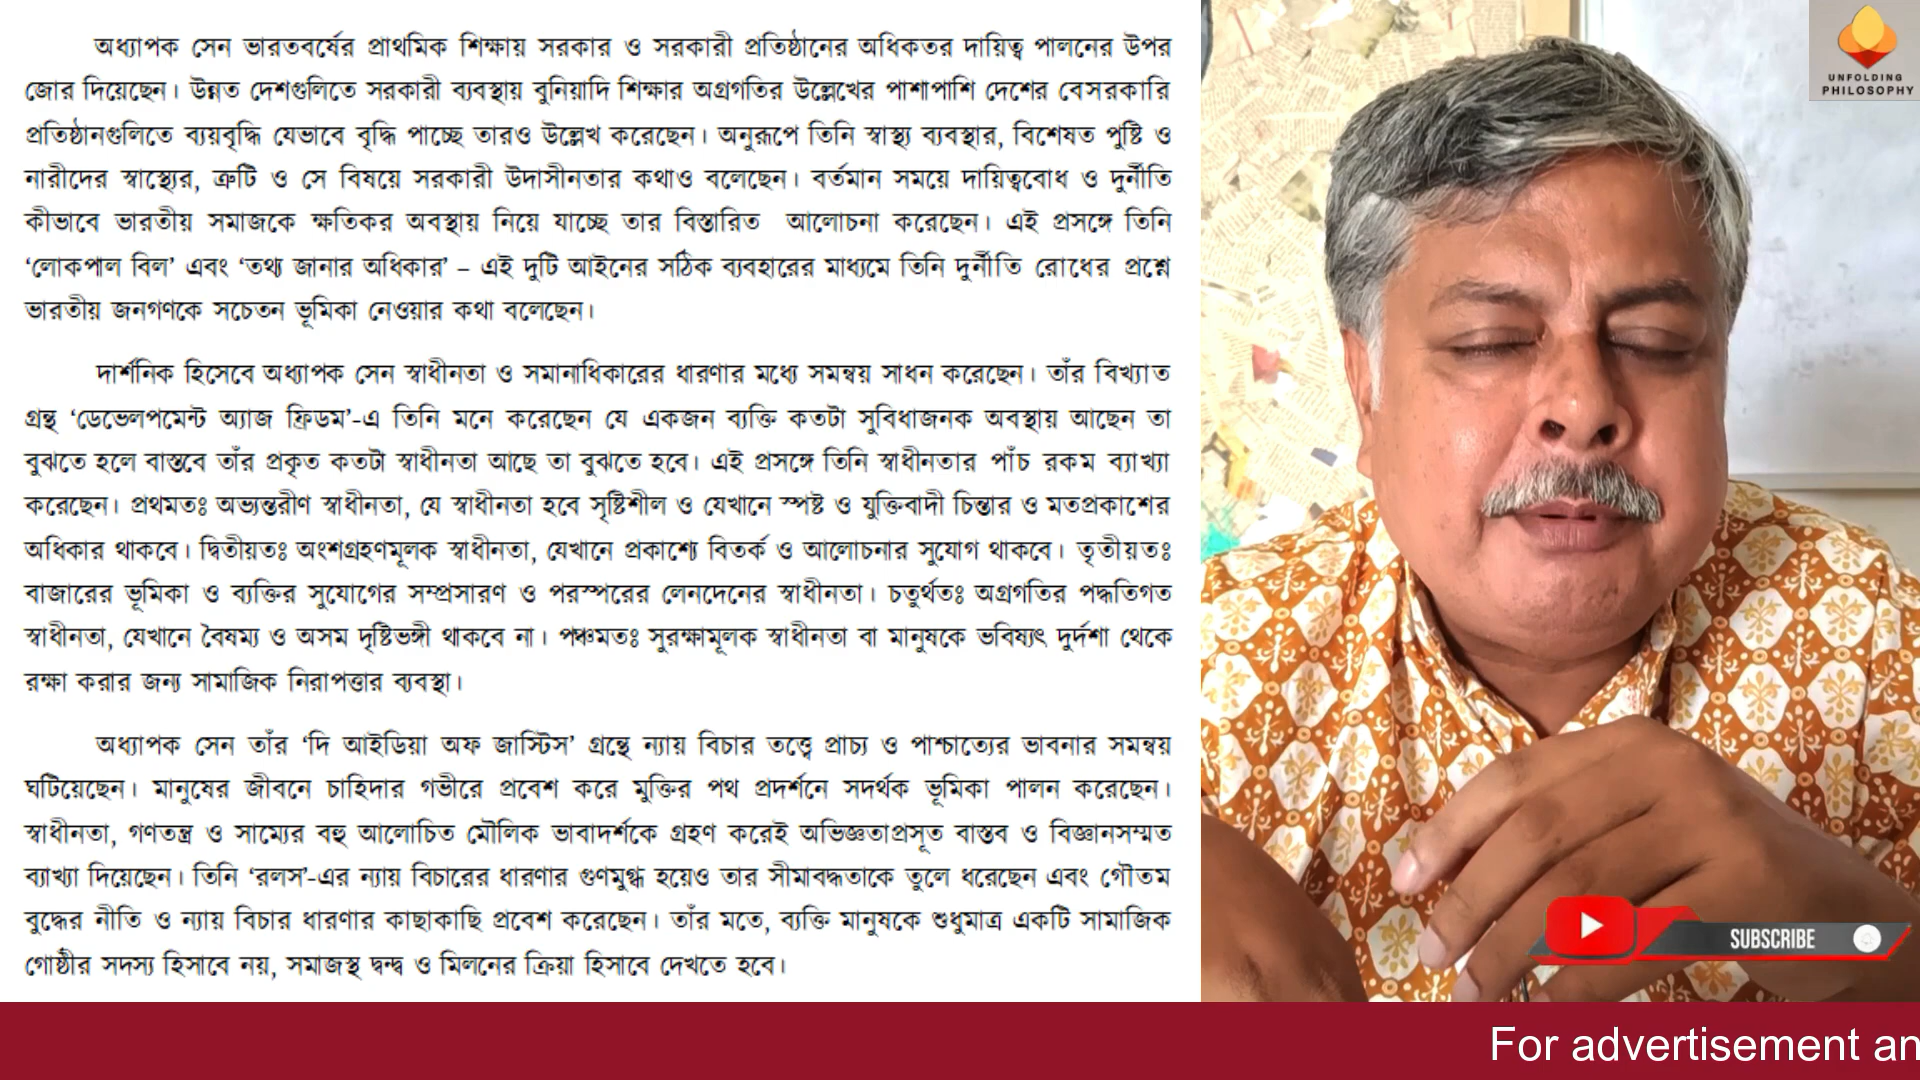 অধ্যাপক সেন ভারতবর্ষের প্রাথমিক শিক্ষায় সরকার ও সরকারী প্রতিষ্ঠানের অধিকতর দায়িত্ব পালনের উপর
জোর দিয়েছেন। উন্নত দেশগুলিতে সরকারী ব্যবস্থায় বুনিয়াদি শিক্ষার অগ্রগতির উল্লেখের পাশাপাশি দেশের বেসরকারি
প্রতিষ্ঠানগুলিতে ব্যয়বৃদ্ধি যেভাবে বৃদ্ধি পাচ্ছে তারও উল্লেখ করেছেন। অনুরূপে তিনি স্বাস্থ্য ব্যবস্থার, বিশেষত পুষ্টি ও
নারীদের স্বাস্থ্যের, ত্রুটি ও সে বিষয়ে সরকারী উদাসীনতার কথাও বলেছেন। বর্তমান সময়ে দায়িত্ববোধ ও দুর্নীতি
কীভাবে ভারতীয় সমাজকে ক্ষতিকর অবস্থায় নিয়ে যাচ্ছে তার বিস্তারিত আলোচনা করেছেন। এই প্রসঙ্গে তিনি
‘লোকপাল বিল’ এবং ‘তথ্য জানার অধিকার’ – এই দুটি আইনের সঠিক ব্যবহারের মাধ্যমে তিনি দুর্নীতি রোধের প্রশ্নে
ভারতীয় জনগণকে সচেতন ভূমিকা নেওয়ার কথা বলেছেন।
দার্শনিক হিসেবে অধ্যাপক সেন স্বাধীনতা ও সমানাধিকারের ধারণার মধ্যে সমন্বয় সাধন করেছেন। তাঁর বিখ্যাত
গ্রন্থ ‘ডেভেলপমেন্ট অ্যাজ ফ্রিডম’-এ তিনি মনে করেছেন যে একজন ব্যক্তি কতটা সুবিধাজনক অবস্থায় আছেন তা
বুঝতে হলে বাস্তবে তাঁর প্রকৃত কতটা স্বাধীনতা আছে তা বুঝতে হবে। এই প্রসঙ্গে তিনি স্বাধীনতার পাঁচ রকম ব্যাখ্যা
করেছেন। প্রথমতঃ অভ্যন্তরীণ স্বাধীনতা, যে স্বাধীনতা হবে সৃষ্টিশীল ও যেখানে স্পষ্ট ও যুক্তিবাদী চিন্তার ও মতপ্রকাশের
অধিকার থাকবে। দ্বিতীয়তঃ অংশগ্রহণমূলক স্বাধীনতা, যেখানে প্রকাশ্যে বিতর্ক ও আলোচনার সুযোগ থাকবে। তৃতীয়তঃ
বাজারের ভূমিকা ও ব্যক্তির সুযোগের সম্প্রসারণ ও পরস্পরের লেনদেনের স্বাধীনতা। চতুর্থতঃ অগ্রগতির পদ্ধতিগত
স্বাধীনতা, যেখানে বৈষম্য ও অসম দৃষ্টিভঙ্গী থাকবে না। পঞ্চমতঃ সুরক্ষামূলক স্বাধীনতা বা মানুষকে ভবিষ্যৎ দুর্দশা থেকে
রক্ষা করার জন্য সামাজিক নিরাপত্তার ব্যবস্থা।
অধ্যাপক সেন তাঁর ‘দি আইডিয়া অফ জাস্টিস’ গ্রন্থে ন্যায় বিচার তত্ত্বে প্রাচ্য ও পাশ্চাত্যের ভাবনার সমন্বয়
ঘটিয়েছেন। মানুষের জীবনে চাহিদার গভীরে প্রবেশ করে মুক্তির পথ প্রদর্শনে সদর্থক ভূমিকা পালন করেছেন।
স্বাধীনতা, গণতন্ত্র ও সাম্যের বহু আলোচিত মৌলিক ভাবাদর্শকে গ্রহণ করেই অভিজ্ঞতাপ্রসূত বাস্তব ও বিজ্ঞানসম্মত
ব্যাখ্যা দিয়েছেন। তিনি ‘রলস’-এর ন্যায় বিচারের ধারণার গুণমুগ্ধ হয়েও তার সীমাবদ্ধতাকে তুলে ধরেছেন এবং গৌতম
বুদ্ধের নীতি ও ন্যায় বিচার ধারণার কাছাকাছি প্রবেশ করেছেন। তাঁর মতে, ব্যক্তি মানুষকে শুধুমাত্র একটি সামাজিক
গোষ্ঠীর সদস্য হিসাবে নয়, সমাজস্থ দ্বন্দ্ব ও মিলনের ক্রিয়া হিসাবে দেখতে হবে।
UNFOLDING
PHILOSOPHY
SUBSCRIBE
For advertisement an